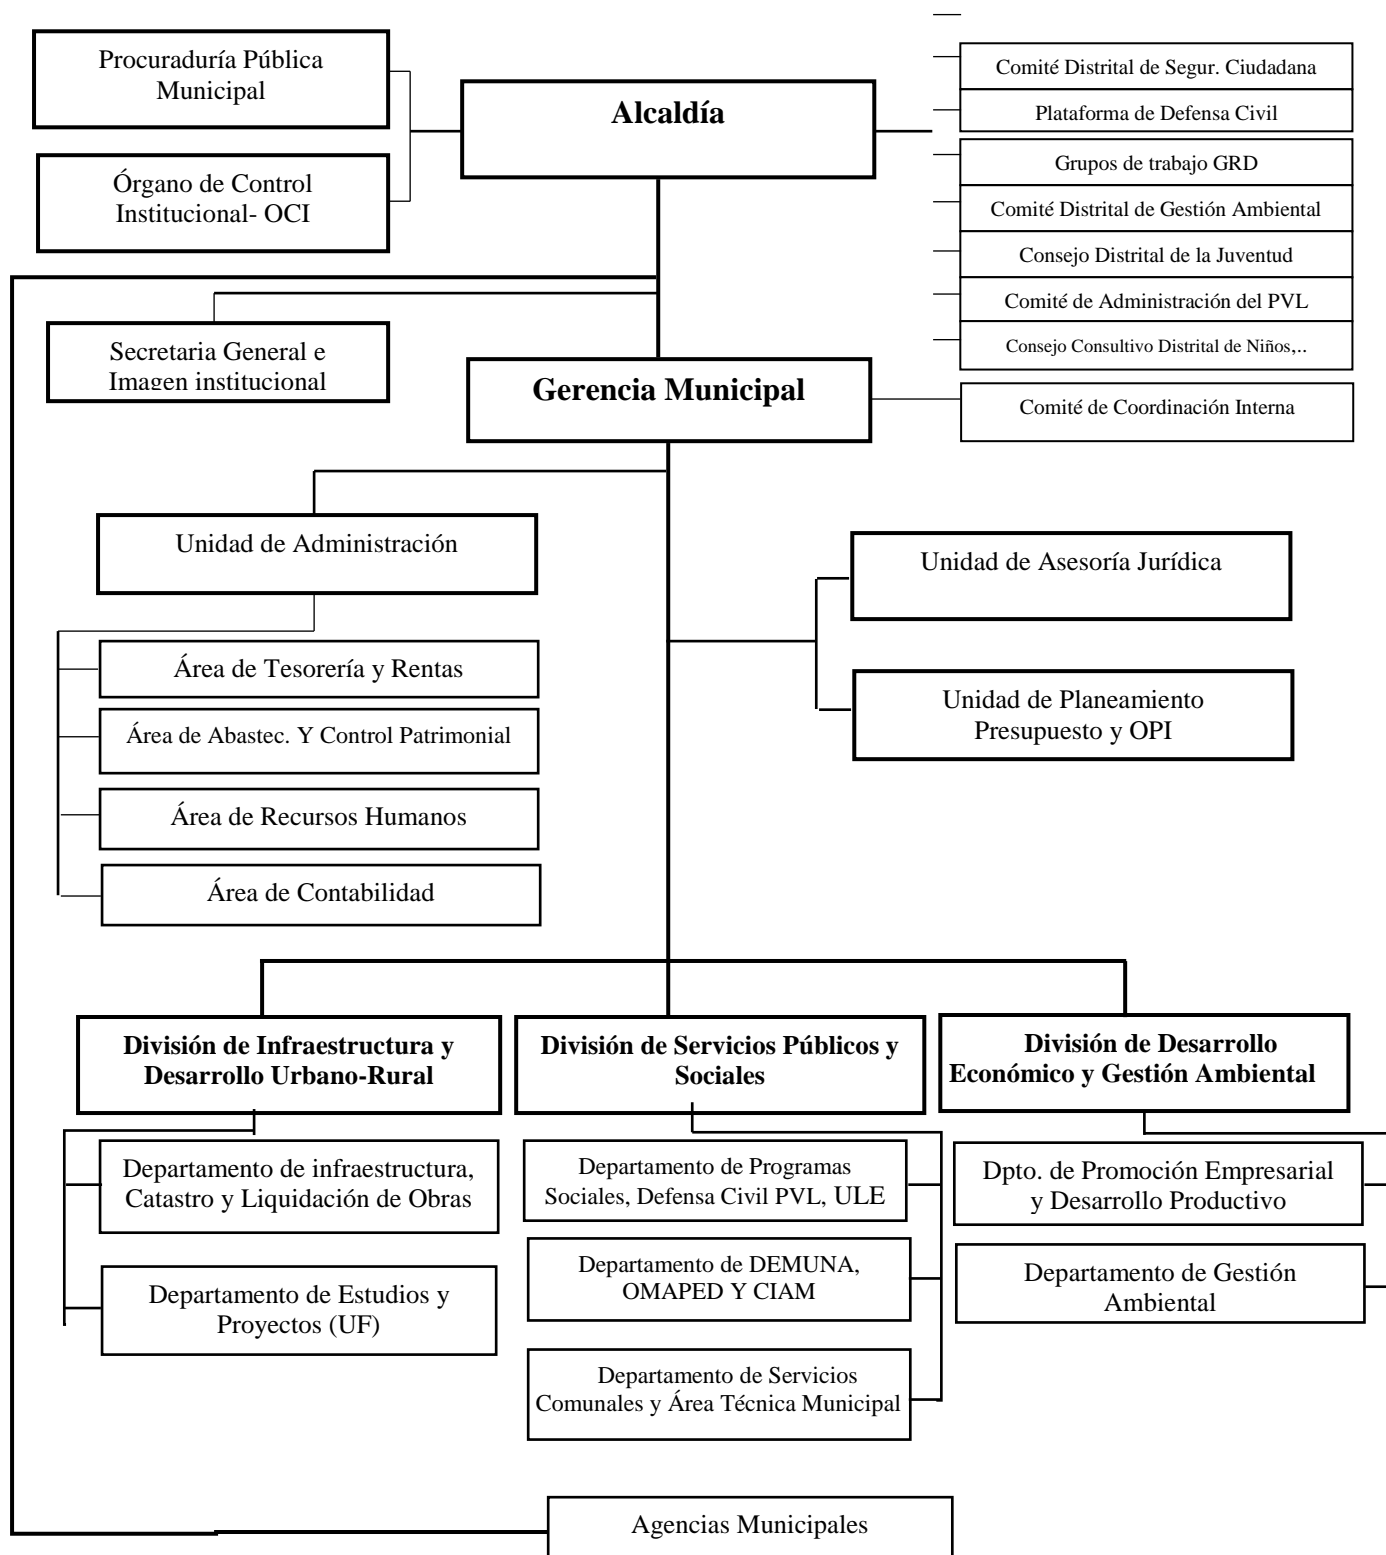 Procuraduría Pública
Municipal
Alcaldía
Órgano de Control
Institucional- OCI
Comité Distrital de Segur. Ciudadana
Plataforma de Defensa Civil
Grupos de trabajo GRD
Comité Distrital de Gestión Ambiental
Consejo Distrital de la Juventud
Comité de Administración del PVL
Consejo Consultivo Distrital de Niños,..
Secretaria General e
Imagen institucional
Gerencia Municipal
Comité de Coordinación Interna
Unidad de Administración
Unidad de Asesoría Jurídica
Área de Tesorería y Rentas
Área de Abastec. Y Control Patrimonial
Área de Recursos Humanos
Área de Contabilidad
Unidad de Planeamiento
Presupuesto y OPI
División de Infraestructura y
Desarrollo Urbano-Rural
División de Servicios Públicos y
Sociales
División de Desarrollo
Económico y Gestión Ambiental
Departamento de infraestructura,
Catastro y Liquidación de Obras
Departamento de Estudios y
Proyectos (UF)
Departamento de Programas
Sociales, Defensa Civil PVL, ULE
Departamento de DEMUNA,
OMAPED Y CIAM
Departamento de Servicios
Comunales y Área Técnica Municipal
Dpto. de Promoción Empresarial
y Desarrollo Productivo
Departamento de Gestión
Ambiental
Agencias Municipales